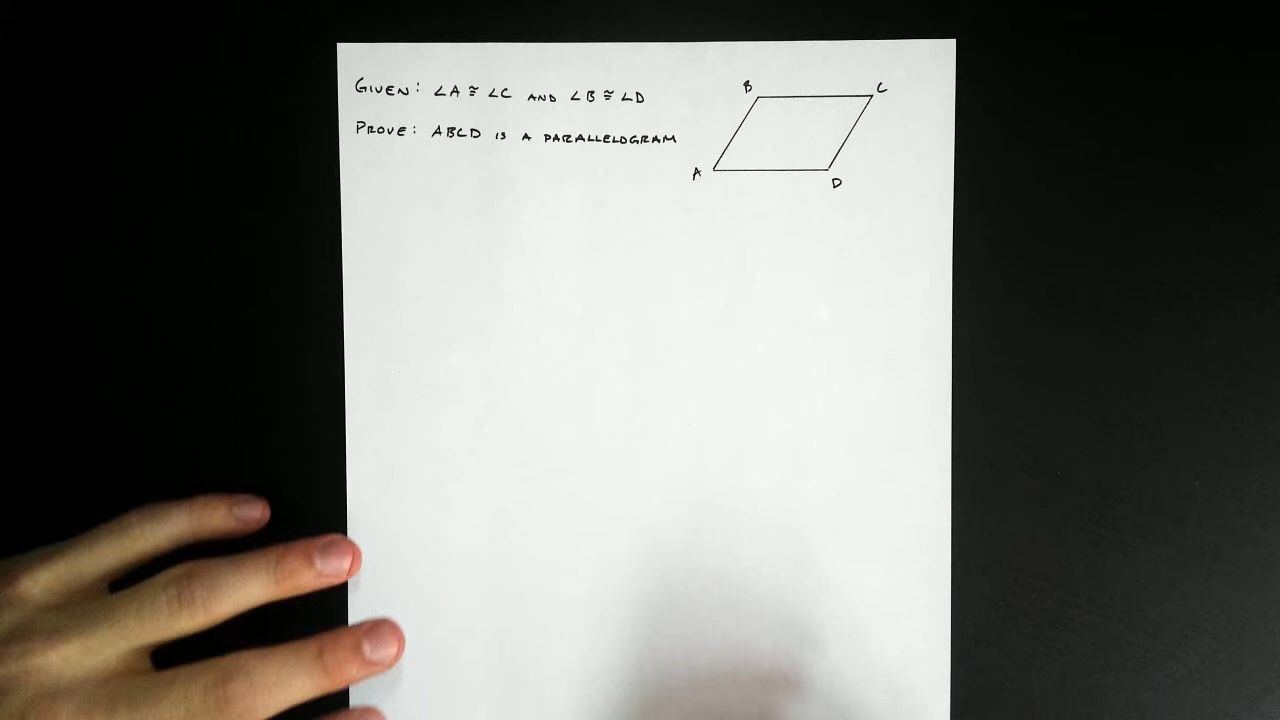 GIVEN: ∠A ≅ ∠C AND ∠B ≅ ∠D
PROVE: ABCD IS A PARALLELOGRAM
B
C
A
D